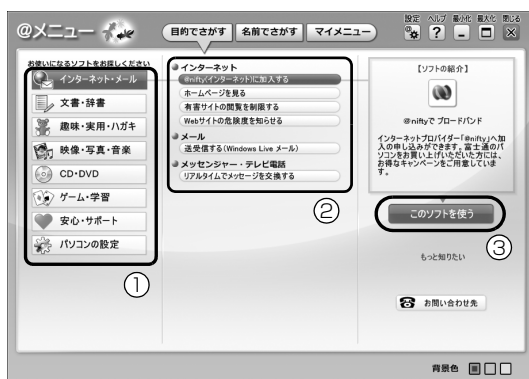 @メニュー
目的でさがす 名前でさがす マイメニュー
設定 ヘルプ 最小化 最大化 閉じる
お使いになるソフトをお探しください
インターネット・メール
文書・辞書
趣味・実用・ハガキ
映像・写真・音楽
CD・DVD
ゲーム・学習
安心・サポート
パソコンの設定
①
インターネット
@nifty(インターネット)に加入する
ホームページを見る
有害サイトの閲覧を制限する
Webサイトの危険度を知らせる
メール
送受信する(Windows Live メール)
メッセンジャー・テレビ電話
リアルタイムでメッセージを交換する
②
【ソフトの紹介】
@niftyで ブロードバンド
インターネットプロバイダー「@nifty」へ加
入の申し込みができます。富士通のパ
ソコンをお買い上げいただいた方には、
お得なキャンペーンをご用意していま
す。
このソフトを使う
③
もっと知りたい
お問い合わせ先
背景色